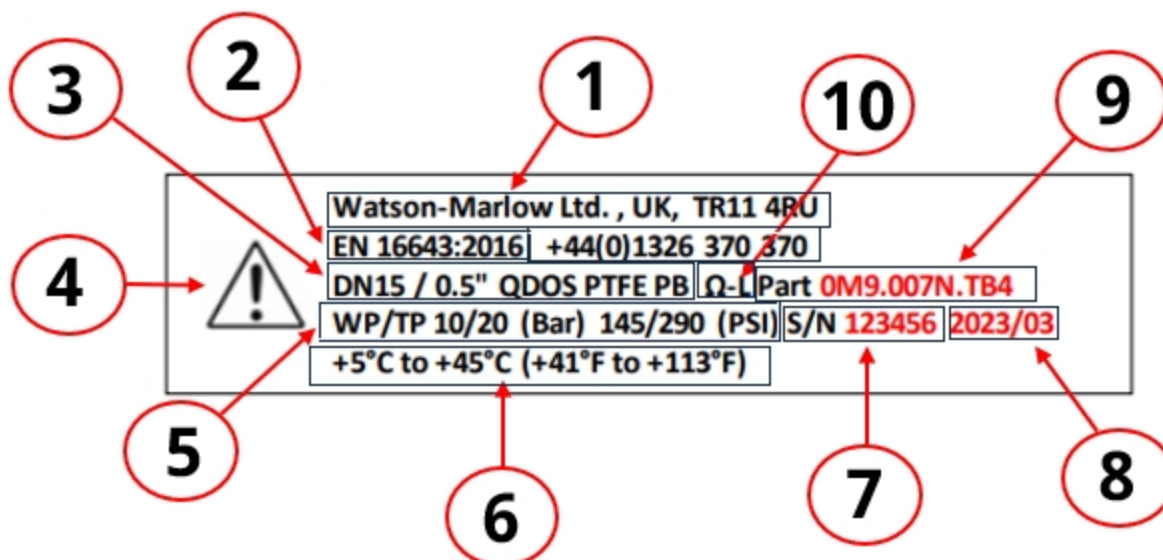 3
2
1
10
9
4
Watson-Marlow Ltd. , UK, TR11 4RU
EN 16643:2016 +44(0)1326 370 370
DN15 / 0.5" QDOS PTFE PB Ω-L Part 0M9.007N.TB4
WP/TP 10/20 (Bar) 145/290 (PSI) S/N 123456 2023/03
+5°C to +45°C (+41°F to +113°F)
5
6
7
8